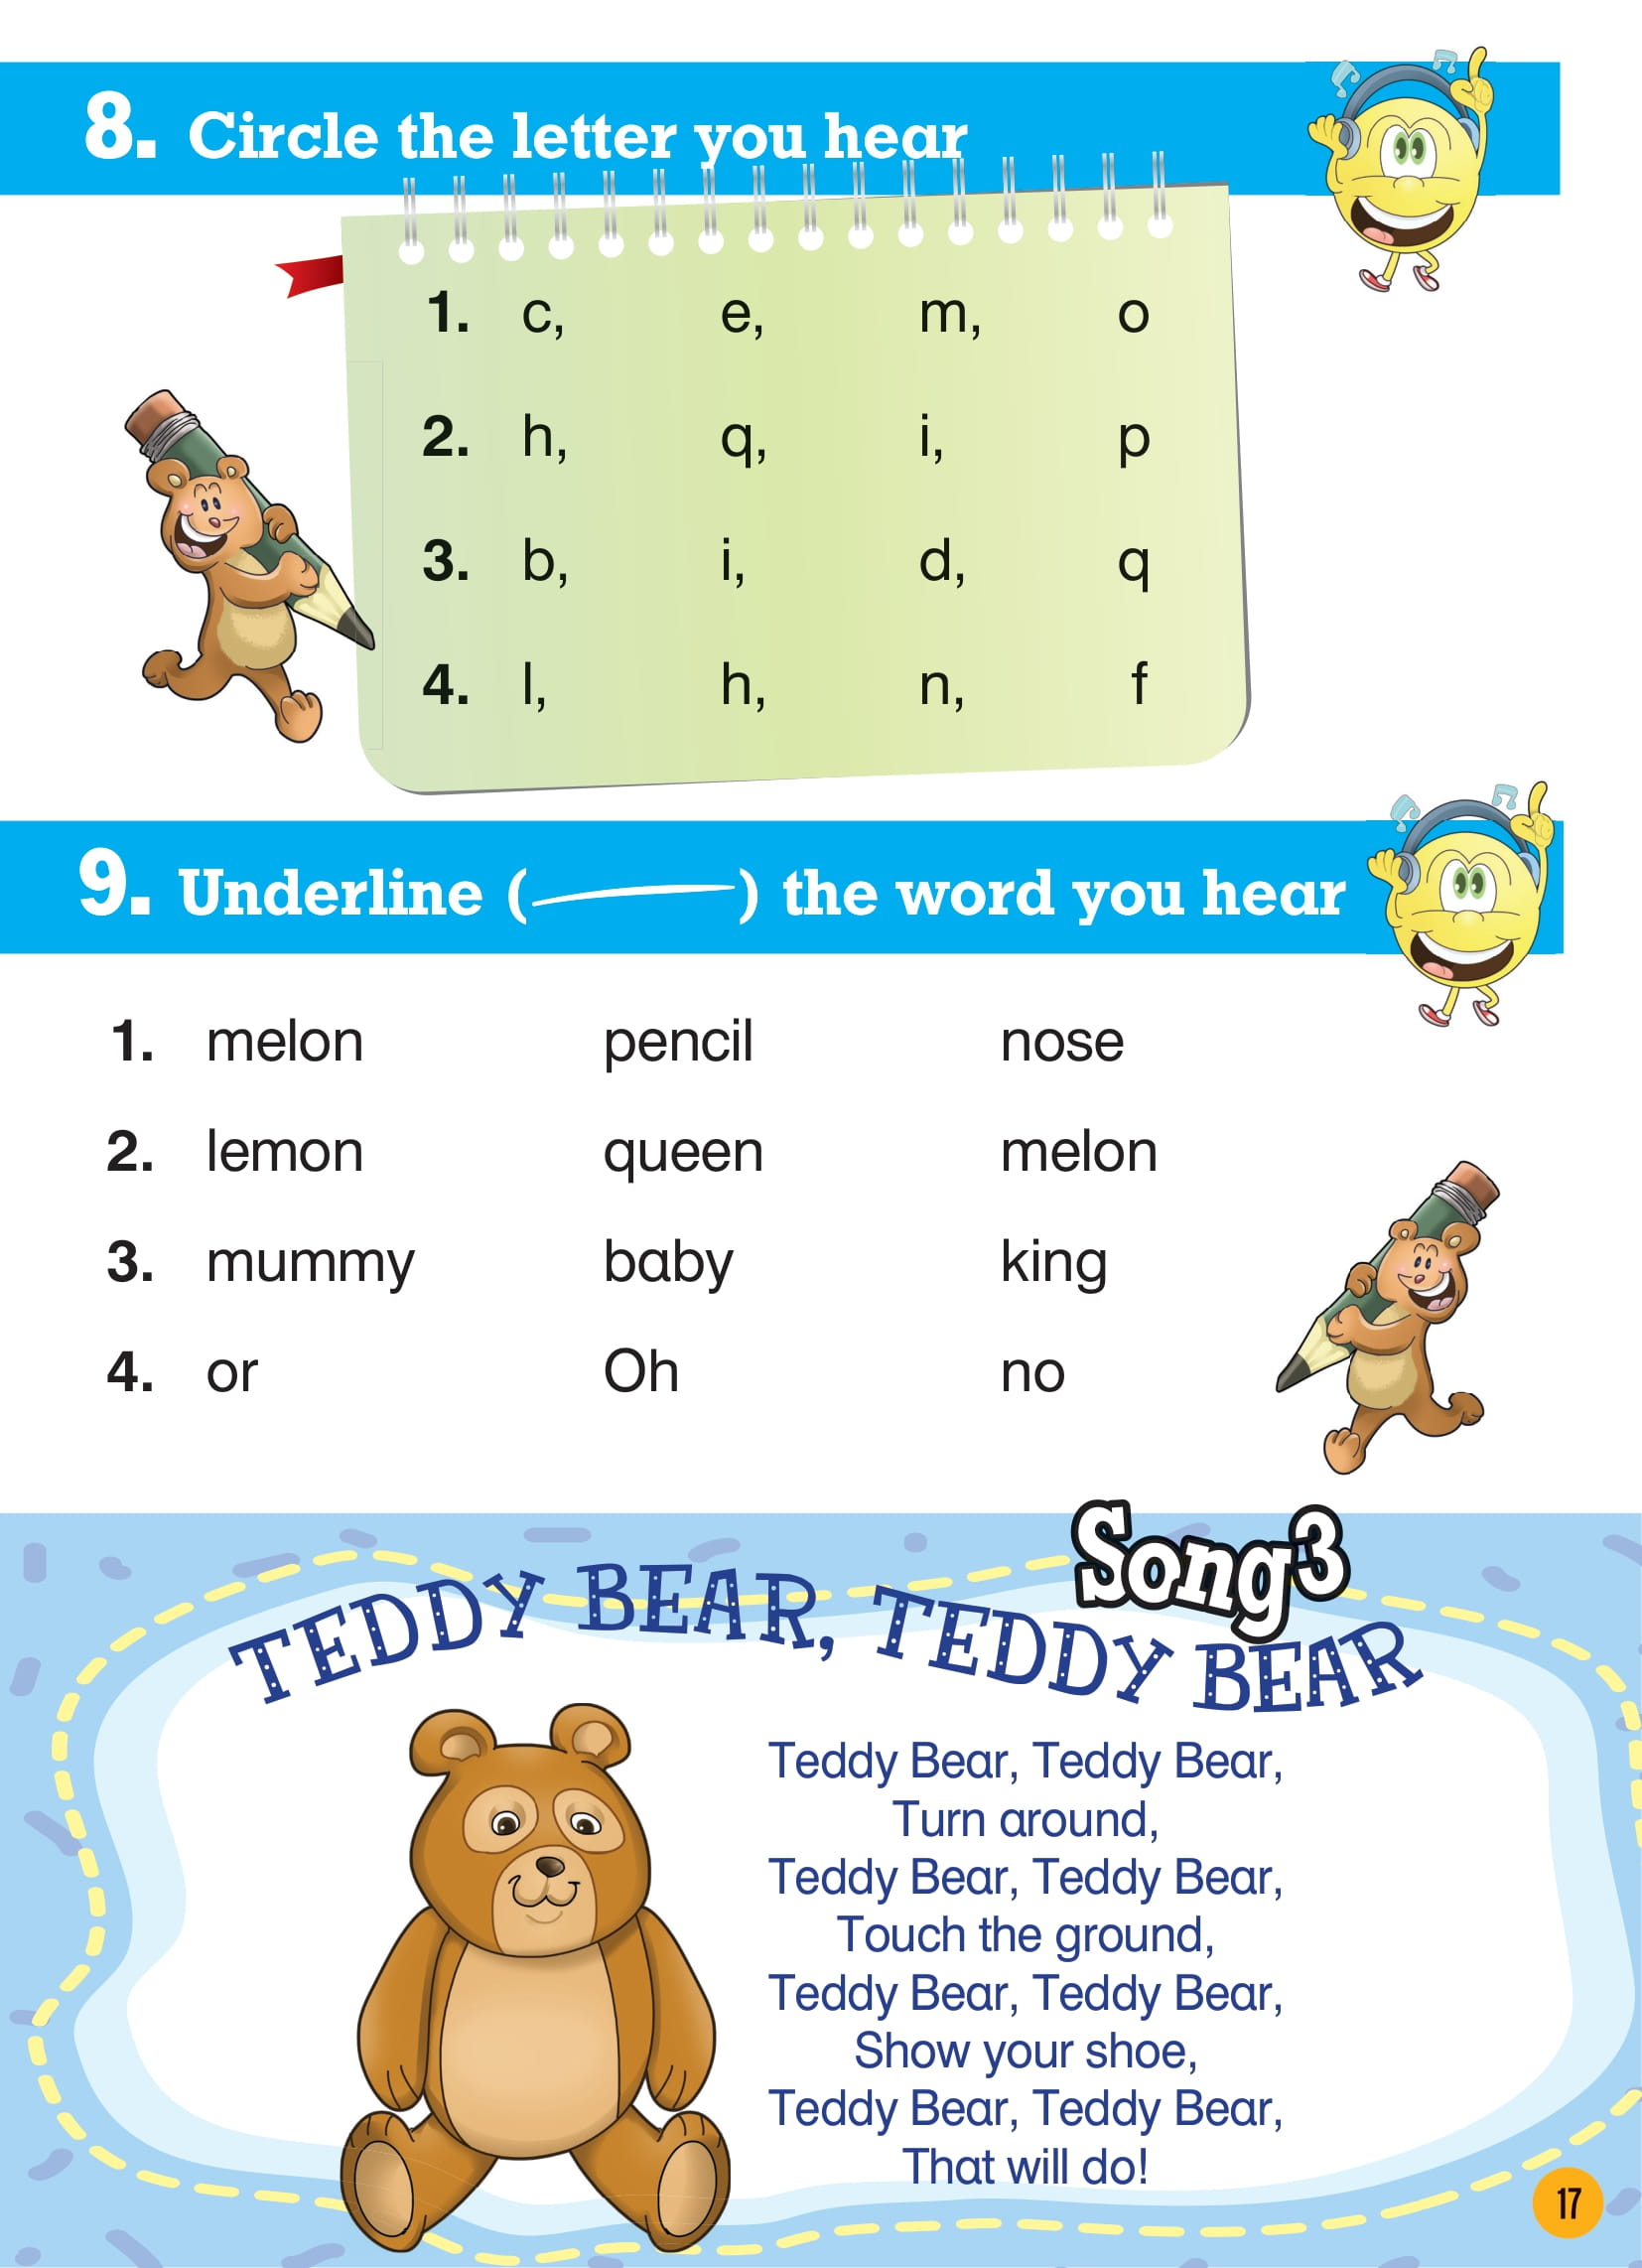 8. Circle the letter you hear
1. c, e, m, o
2. h, q, i, p
3. b, i, d, q
4. l, h, n, f
9. Underline ( ) the word you hear
1. melon pencil nose
2. lemon queen melon
3. mummy baby king
4. or Oh no
Song 3
TEDDY BEAR, TEDDY BEAR
Teddy Bear, Teddy Bear,
Turn around,
Teddy Bear, Teddy Bear,
Touch the ground,
Teddy Bear, Teddy Bear,
Show your shoe,
Teddy Bear, Teddy Bear,
That will do!
17